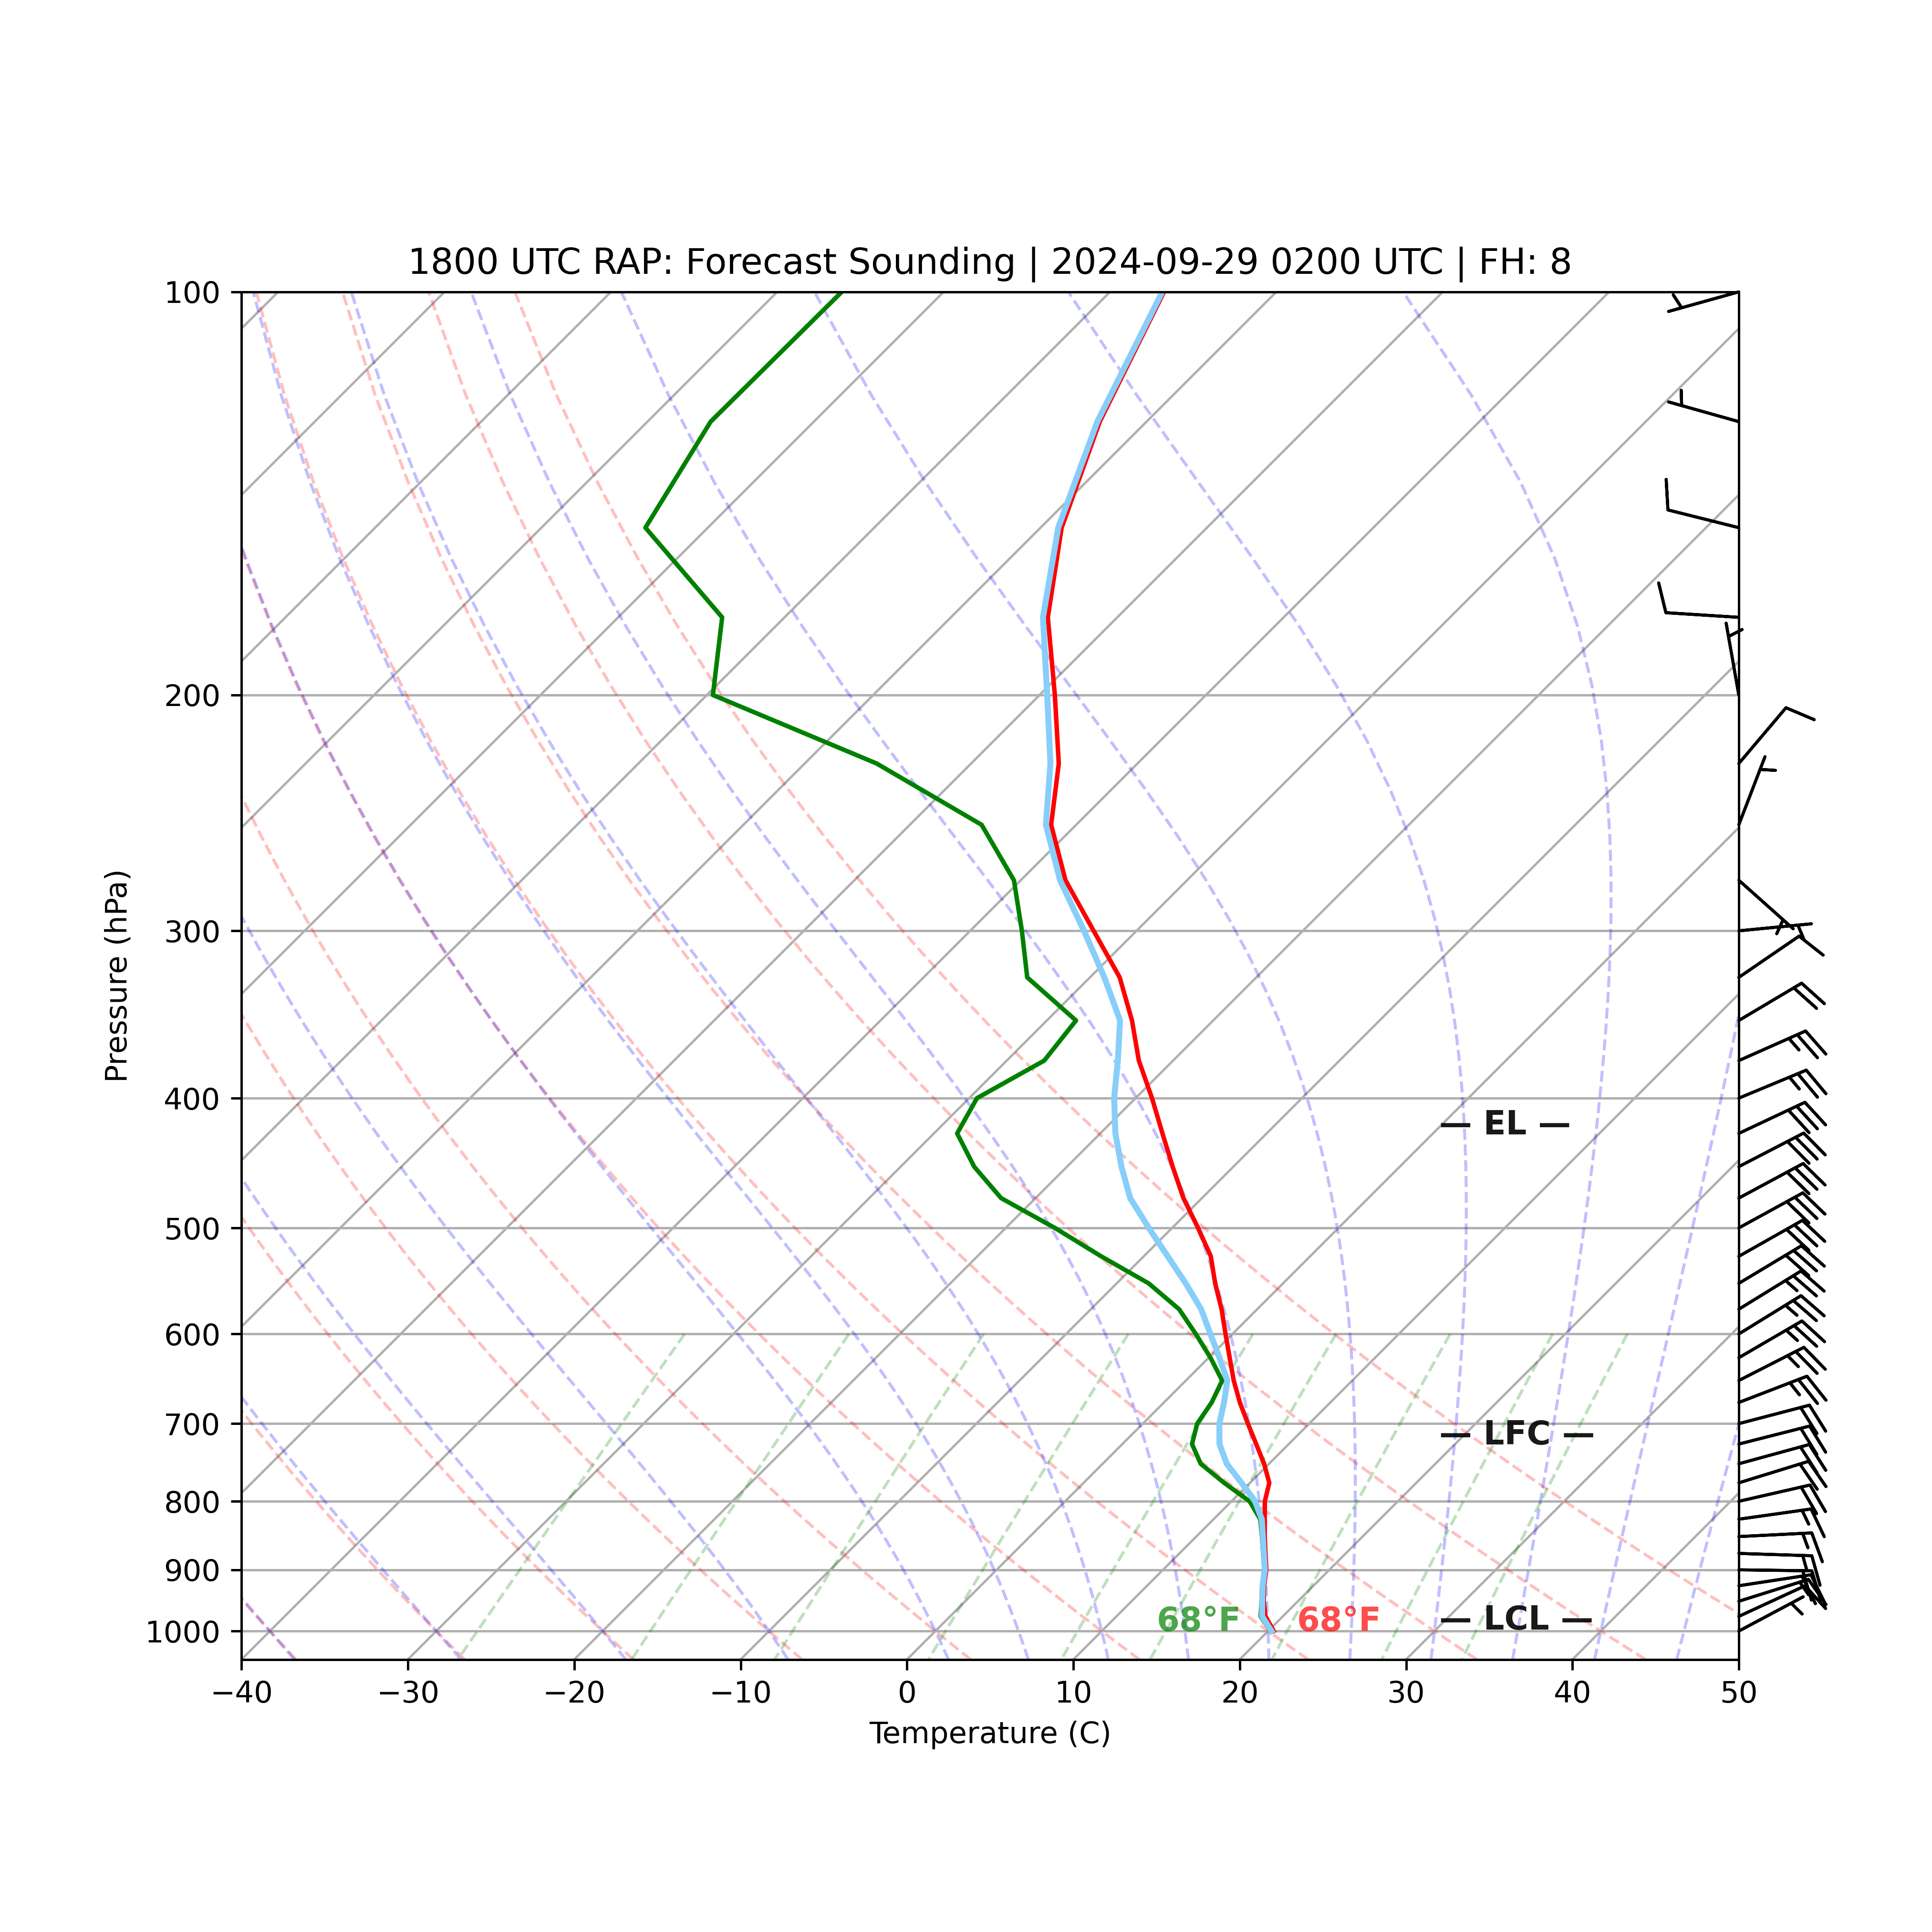 1800 UTC RAP: Forecast Sounding | 2024-09-29 0200 UTC | FH: 8
100
200
300
400
500
600
700
800
900
1000
Pressure (hPa)
— EL —
— LFC —
68°F 68°F — LCL —
−40 −30 −20 −10 0 10 20 30 40 50
Temperature (C)